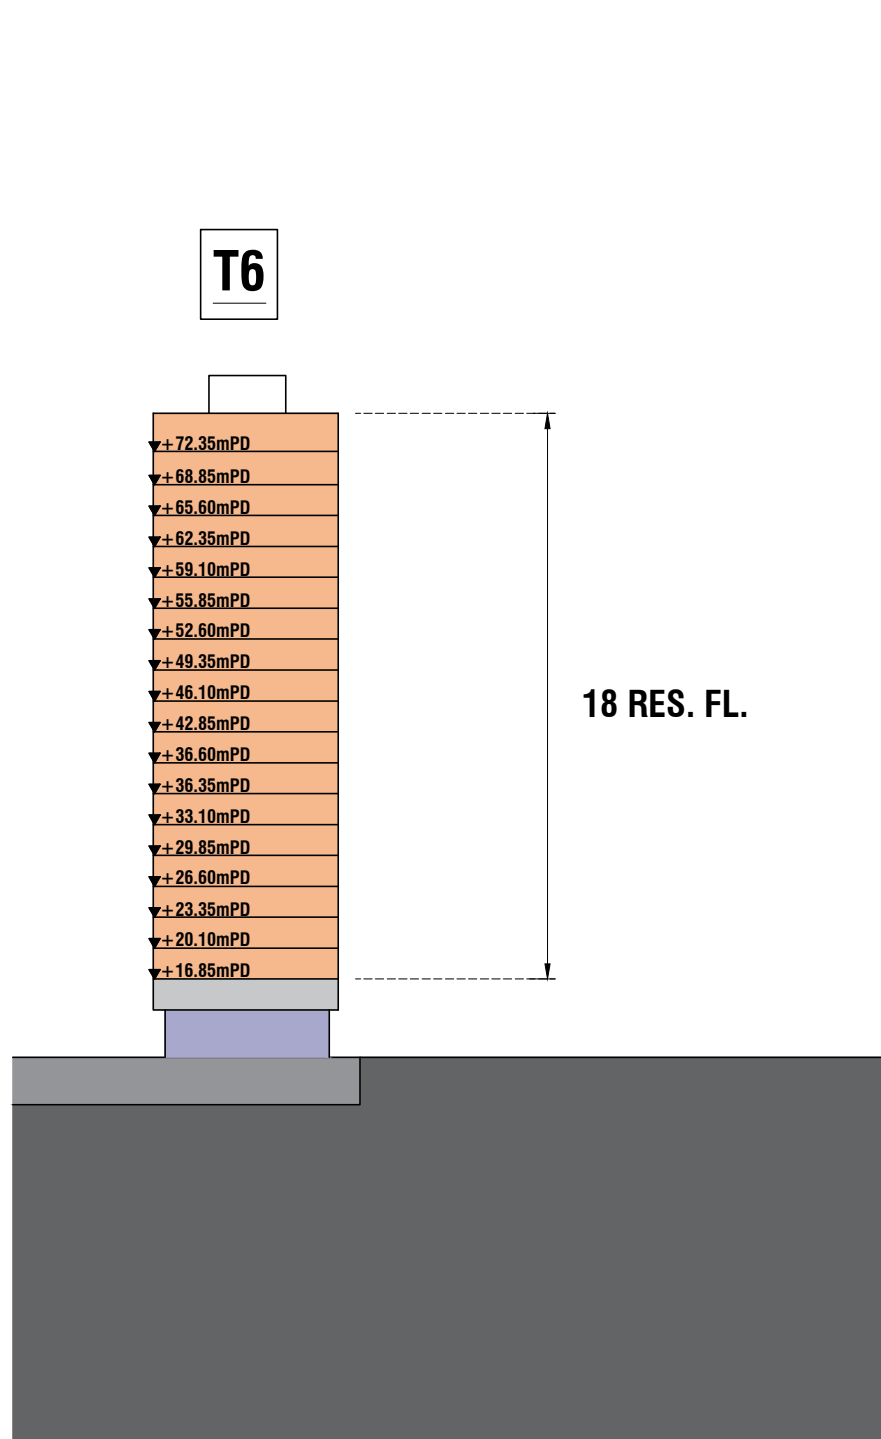 T6
+72.35mPD
+68.85mPD
+65.60mPD
+62.35mPD
+59.10mPD
+55.85mPD
+52.60mPD
+49.35mPD
+46.10mPD
18 RES. FL.
+42.85mPD
+36.60mPD
+36.35mPD
+33.10mPD
+29.85mPD
+26.60mPD
+23.35mPD
+20.10mPD
+16.85mPD